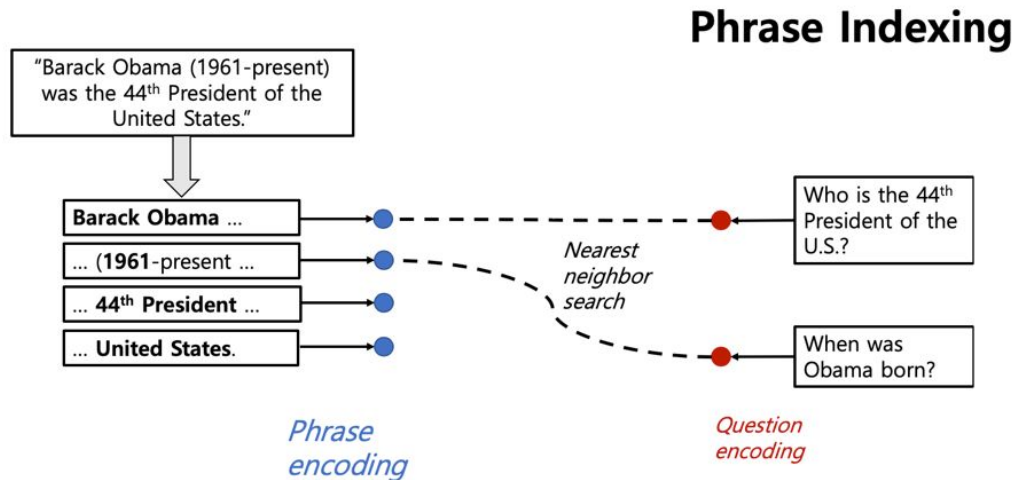 Phrase Indexing
"Barack Obama (1961-present)
was the 44th President of the
United States."
Barack Obama ...
... (1961-present ...
... 44th President ...
... United States.
Nearest
neighbor
search
Who is the 44th
President of the
U.S.?
When was
Obama born?
Phrase
encoding
Question
encoding